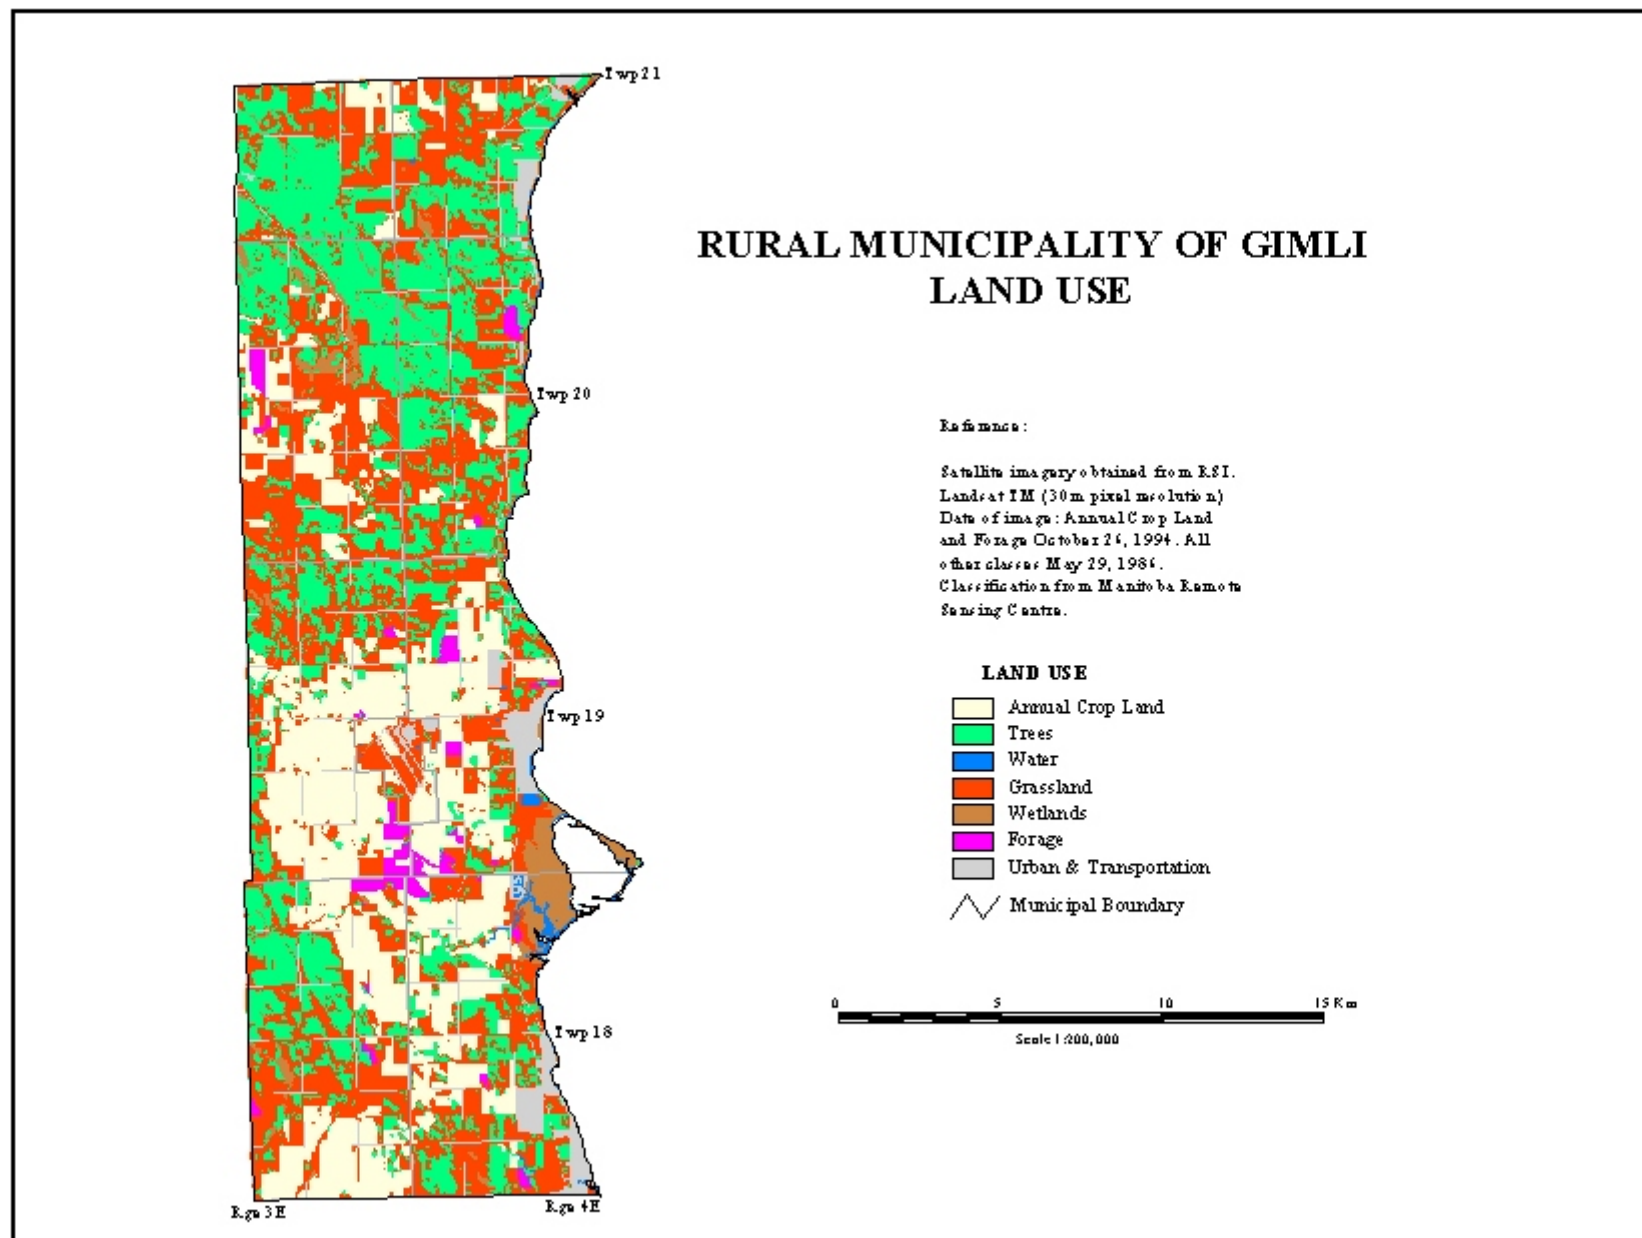 Twp 21
RURAL MUNICIPALITY OF GIMLI
LAND USE
Twp 20
Reference:
Satellite imagery obtained from RSI.
Landsat TM (30m pixel resolution)
Date of image: Annual Crop Land
and Forage October 26, 1994. All
other classes May 29, 1986.
Classification from Manitoba Remote
Sensing Centre.
LAND USE
Annual Crop Land
Trees
Water
Grassland
Wetlands
Forage
Urban & Transportation
Municipal Boundary
Twp 19
0 5 10 15 Km
Scale 1:200,000
Twp 18
Rge 3E
Rge 4E